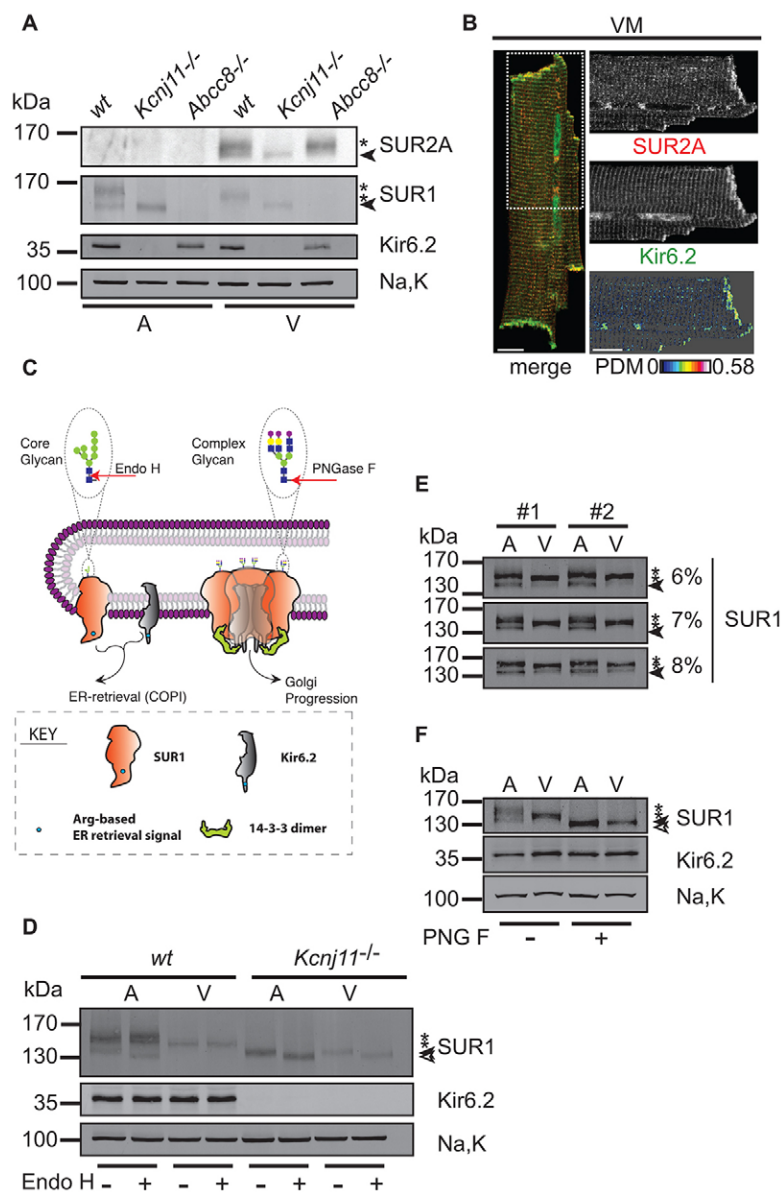 A
wt Kcnj11-/- Abcc8-/- wt Kcnj11-/- Abcc8-/-
kDa
170
* SUR2A
170
*
* SUR1
35
Kir6.2
100
Na,K
A V
B
VM
SUR2A
Kir6.2
merge
PDM 0 0.58
C
Core
Glycan
Endo H
Complex
Glycan
PNGase F
ER-retrieval (COPI)
Golgi
Progression
KEY
SUR1
Kir6.2
Arg-based
ER retrieval signal
14-3-3 dimer
D
wt Kcnj11-/-
A V A V
kDa
170
130
*
* SUR1
35
Kir6.2
100
Na,K
Endo H - + - + - + - +
E
#1 #2
kDa A V A V
170
130
*
* 6%
170
130
*
* 7%
SUR1
170
130
*
* 8%
F
kDa A V A V
170
130
*
* SUR1
35
Kir6.2
100
Na,K
PNG F - +